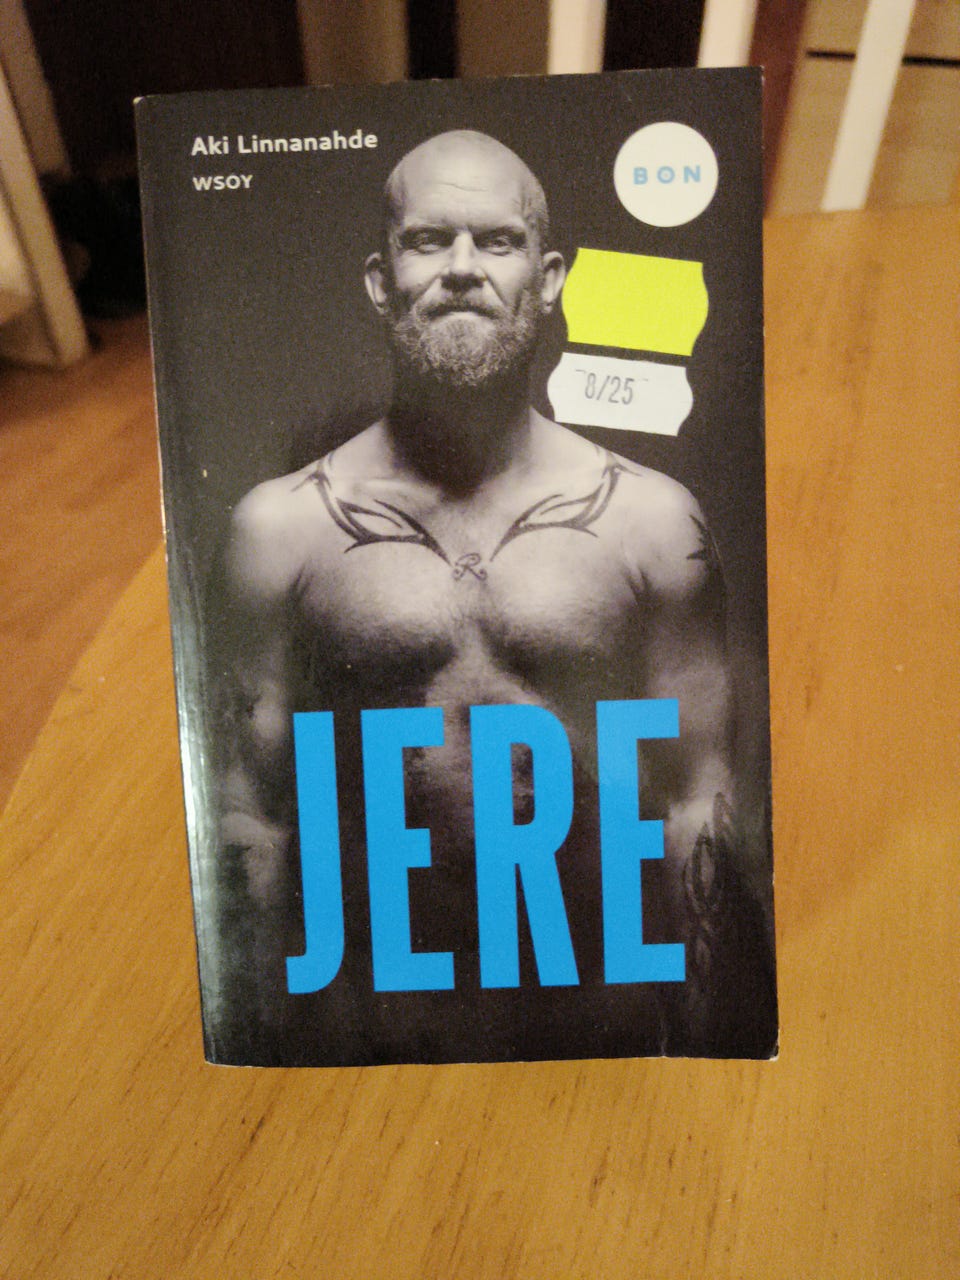 Aki Linnanahde
WSOY
BON
8/25
R
JERE